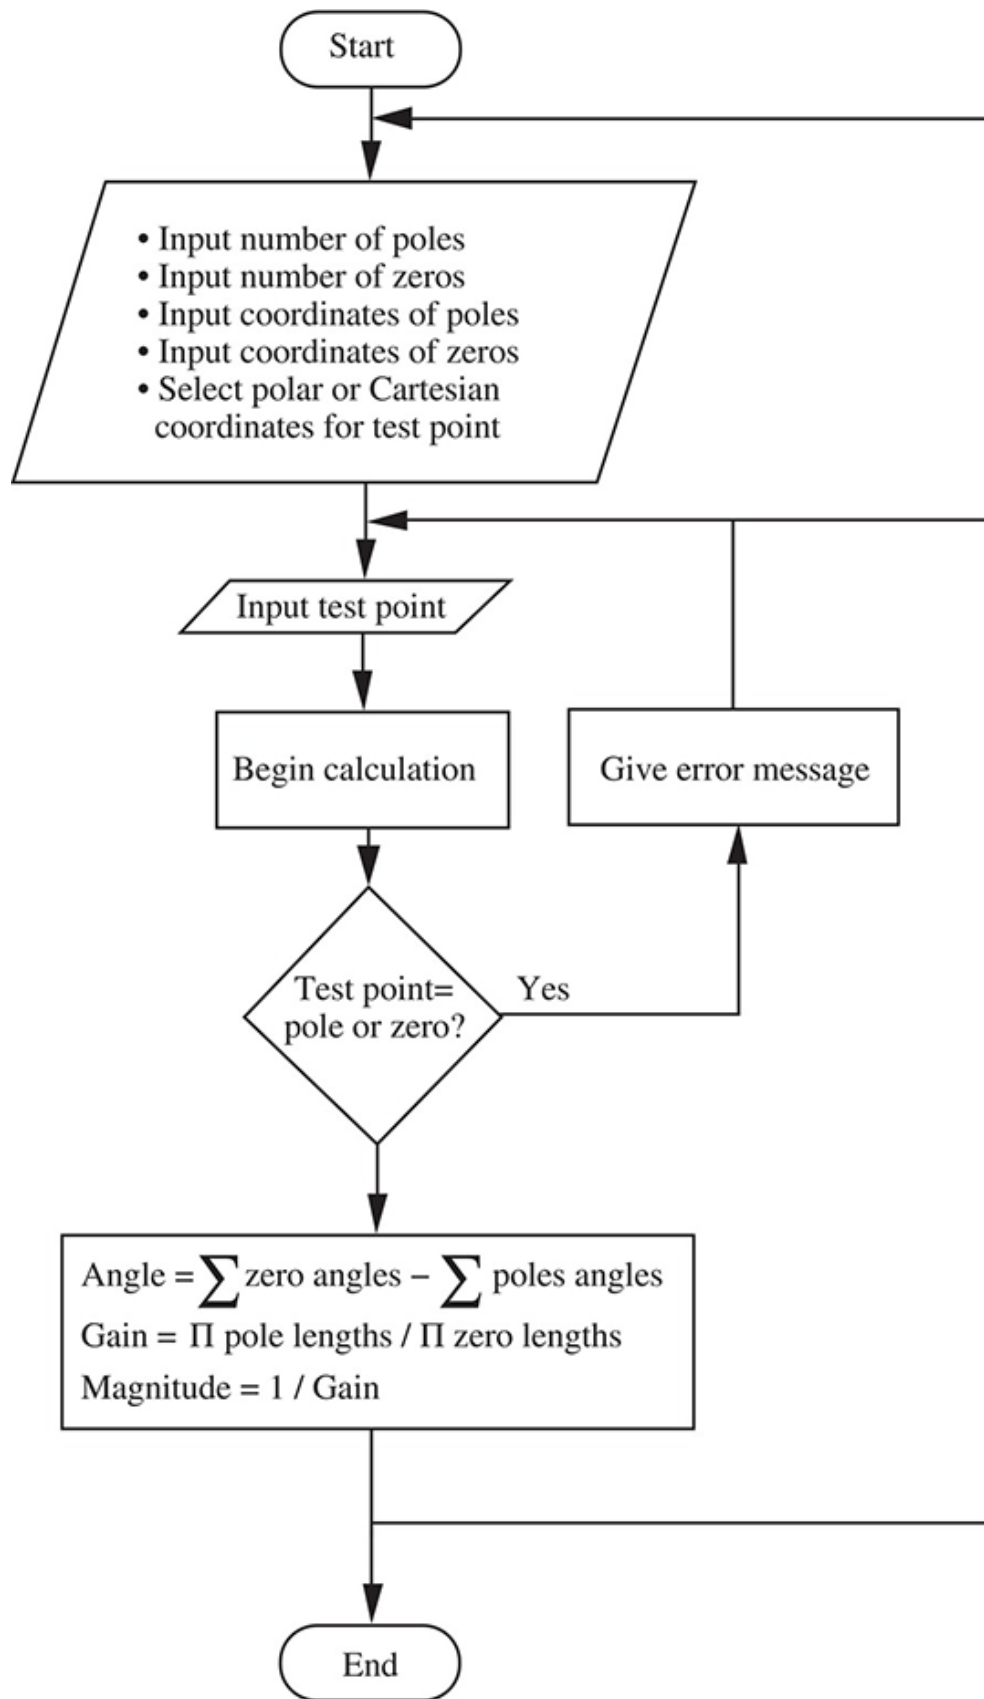 Start
• Input number of poles
• Input number of zeros
• Input coordinates of poles
• Input coordinates of zeros
• Select polar or Cartesian
coordinates for test point
Input test point
Begin calculation
Give error message
Test point=
pole or zero?
Yes
Angle = ∑ zero angles – ∑ poles angles
Gain = Π pole lengths / Π zero lengths
Magnitude = 1 / Gain
End